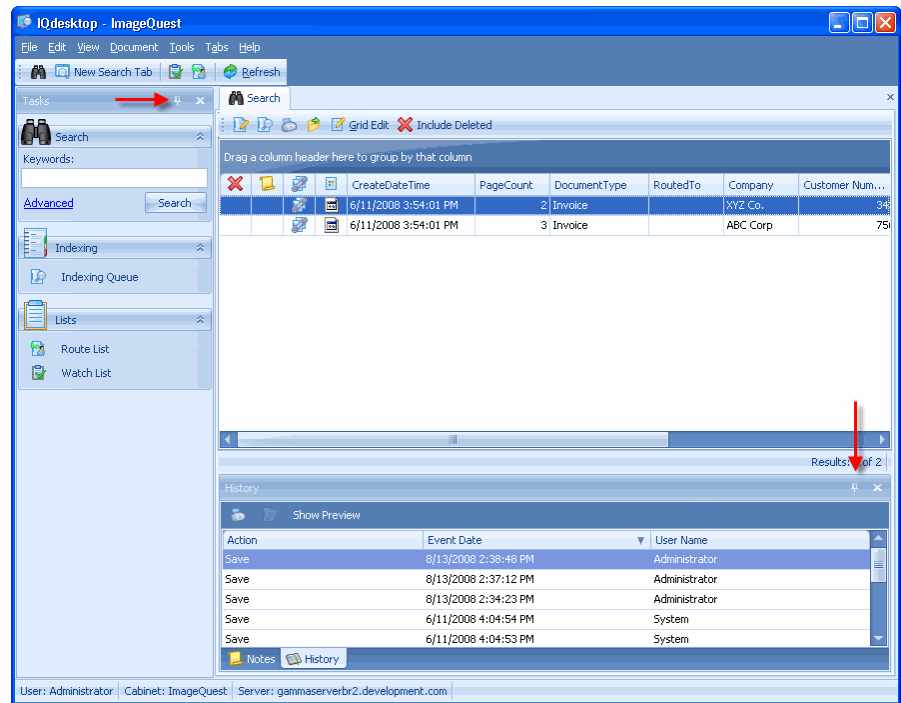 IQdesktop - ImageQuest
File Edit View Document Tools Tabs Help
New Search Tab Refresh
Tasks
Search
Keywords:
Advanced Search
Indexing
Indexing Queue
Lists
Route List
Watch List
Search
Grid Edit Include Deleted
Drag a column header here to group by that column
CreateDateTime PageCount DocumentType RoutedTo Company Customer Num...
6/11/2008 3:54:01 PM 2 Invoice XYZ Co. 34
6/11/2008 3:54:01 PM 3 Invoice ABC Corp
Results: of 2
History
Show Preview
Action Event Date User Name
Save 8/13/2008 2:38:48 PM Administrator
Save 8/13/2008 2:37:12 PM Administrator
Save 8/13/2008 2:34:23 PM Administrator
Save 6/11/2008 4:04:54 PM System
Save 6/11/2008 4:04:53 PM System
Notes History
User: Administrator Cabinet: ImageQuest Server: gammaserverbr2.development.com